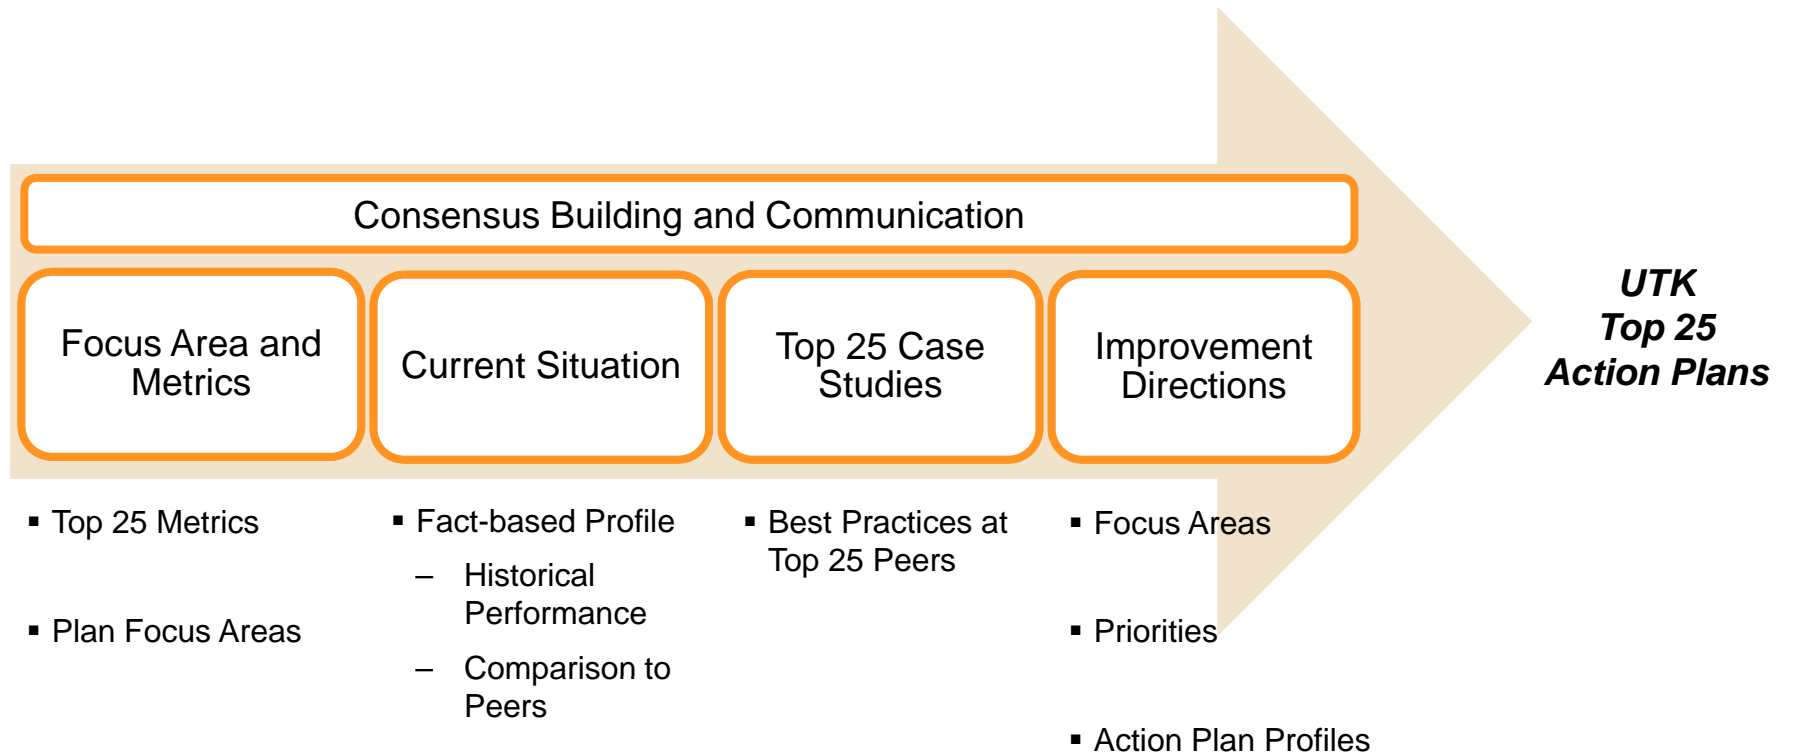 Consensus Building and Communication
Focus Area and
Metrics
Current Situation
Top 25 Case
Studies
Improvement
Directions
UTK
Top 25
Action Plans
▪ Top 25 Metrics
▪ Plan Focus Areas
▪ Fact-based Profile
– Historical
Performance
– Comparison to
Peers
▪ Best Practices at
Top 25 Peers
▪ Focus Areas
▪ Priorities
▪ Action Plan Profiles